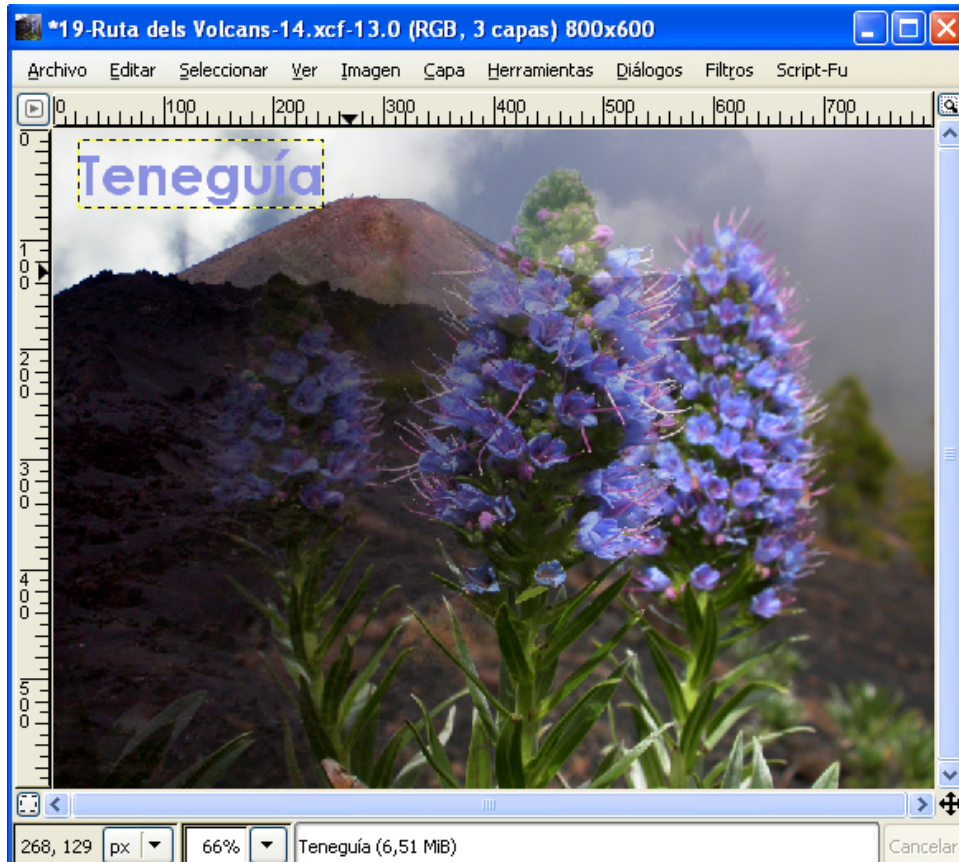 *19-Ruta dels Volcans-14.xcf-13.0 (RGB, 3 capas) 800x600
Archivo Editar Seleccionar Ver Imagen Capa Herramientas Diálogos Filtros Script-Fu
0 100 200 300 400 500 600 700
0
100
200
300
400
500
Teneguía
268, 129 px 66% Teneguía (6,51 MiB) Cancelar